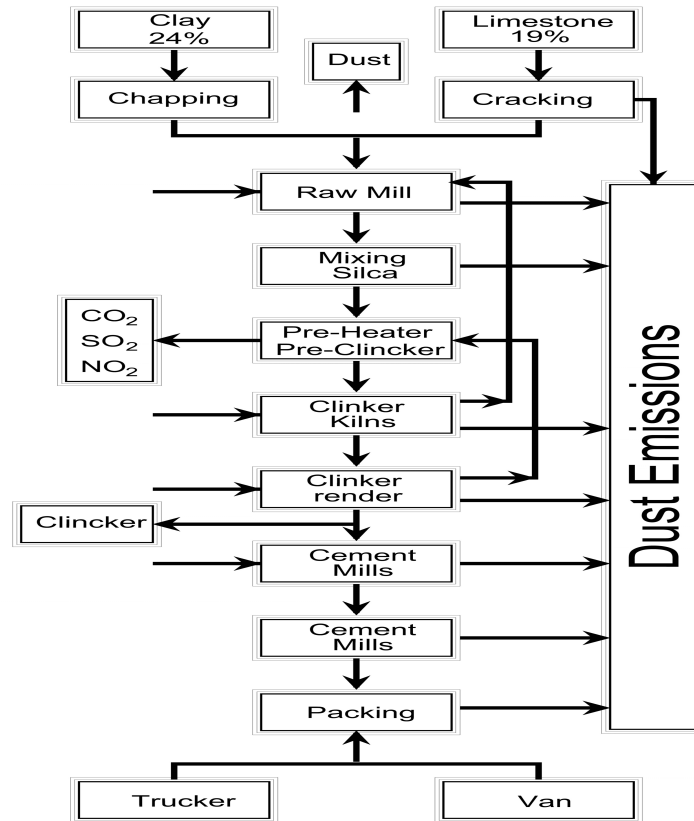 Clay
24%
Limestone
19%
Dust
Chapping
Cracking
Raw Mill
Mixing
Silca
CO₂
SO₂
NO₂
Pre-Heater
Pre-Clincker
Clinker
Kilns
Clinker
render
Clincker
Cement
Mills
Cement
Mills
Packing
Trucker
Van
Dust Emissions